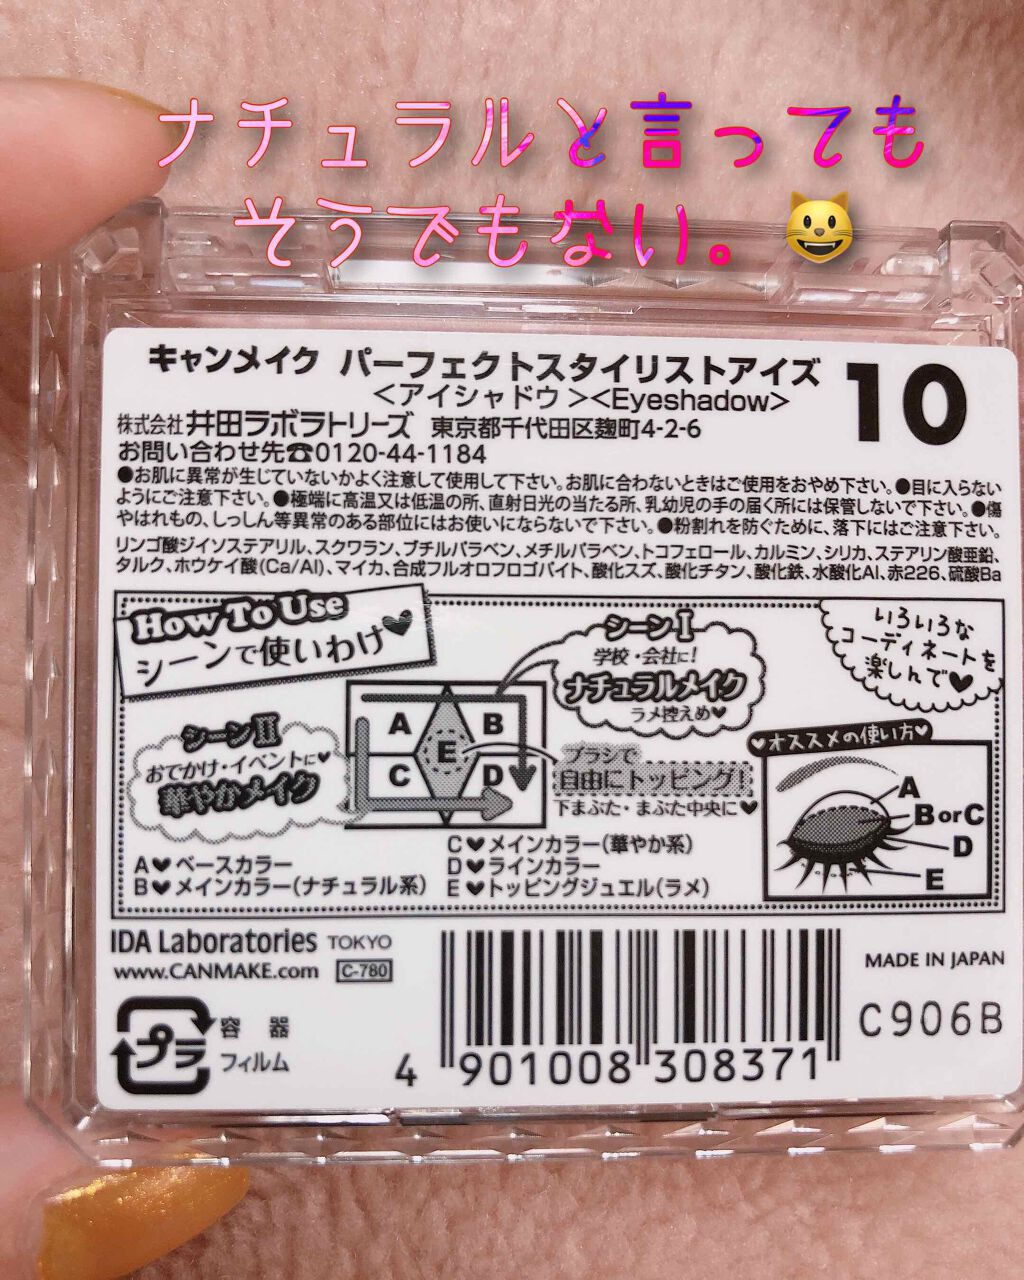 ナチュラルと言っても
そうでもない。😺
キャンメイク パーフェクトスタイリストアイズ
＜アイシャドウ＞＜Eyeshadow＞
10
株式会社 井田ラボラトリーズ 東京都千代田区麹町4-2-6
お問い合わせ先☎0120-44-1184
●お肌に異常が生じていないかよく注意して使用して下さい。お肌に合わないときはご使用をおやめ下さい。●目に入らない
ようにご注意下さい。●極端に高温又は低温の所、直射日光の当たる所、乳幼児の手の届く所には保管しないで下さい。●傷
やはれもの、しっしん等異常のある部位にはお使いにならないで下さい。●粉割れを防ぐために、落下にはご注意下さい。
リンゴ酸ジイソステアリル、スクワラン、ブチルパラベン、メチルパラベン、トコフェロール、カルミン、シリカ、ステアリン酸亜鉛、
タルク、ホウケイ酸(Ca/Al)、マイカ、合成フルオロフロゴパイト、酸化スズ、酸化チタン、酸化鉄、水酸化Al、赤226、硫酸Ba
How To Use
シーンで使いわけ♥
シーンⅠ
学校・会社に!
ナチュラルメイク
ラメ控えめ♥
いろいろな
コーディネートを
楽しんで♥
シーンⅡ
おでかけ・イベントに♥
華やかメイク
A B
E
C D
ブラシで
自由にトッピング!
下まぶた・まぶた中央に♥
♥オススメの使い方♥
A
B or C
D
E
A♥ベースカラー
B♥メインカラー(ナチュラル系)
C♥メインカラー(華やか系)
D♥ラインカラー
E♥トッピングジュエル(ラメ)
IDA Laboratories TOKYO
www.CANMAKE.com C-780
MADE IN JAPAN
C906B
プラ
容 器
フィルム
4 901008 308371